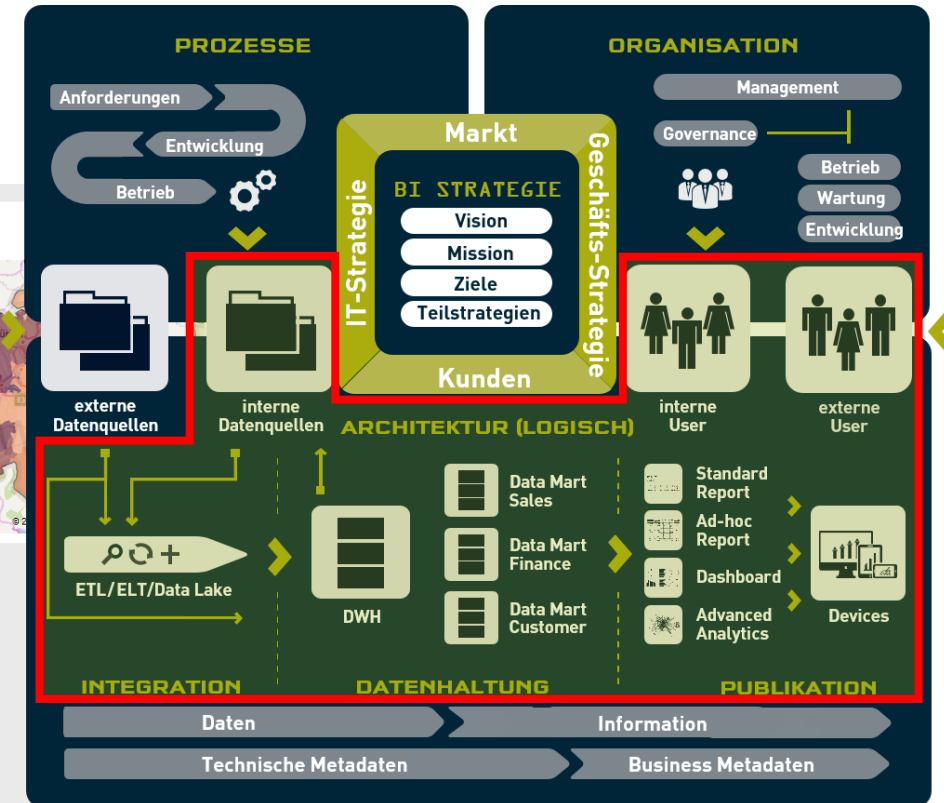 PROZESSE
Anforderungen
Entwicklung
Betrieb
ORGANISATION
Management
Governance
Betrieb
Wartung
Entwicklung
Markt
IT-Strategie
Geschäfts-Strategie
BI STRATEGIE
Vision
Mission
Ziele
Teilstrategien
Kunden
externe
Datenquellen
interne
Datenquellen
interne
User
externe
User
ARCHITEKTUR (LOGISCH)
ETL/ELT/Data Lake
DWH
Data Mart
Sales
Data Mart
Finance
Data Mart
Customer
Standard
Report
Ad-hoc
Report
Dashboard
Advanced
Analytics
Devices
INTEGRATION
DATENHALTUNG
PUBLIKATION
Daten
Information
Technische Metadaten
Business Metadaten